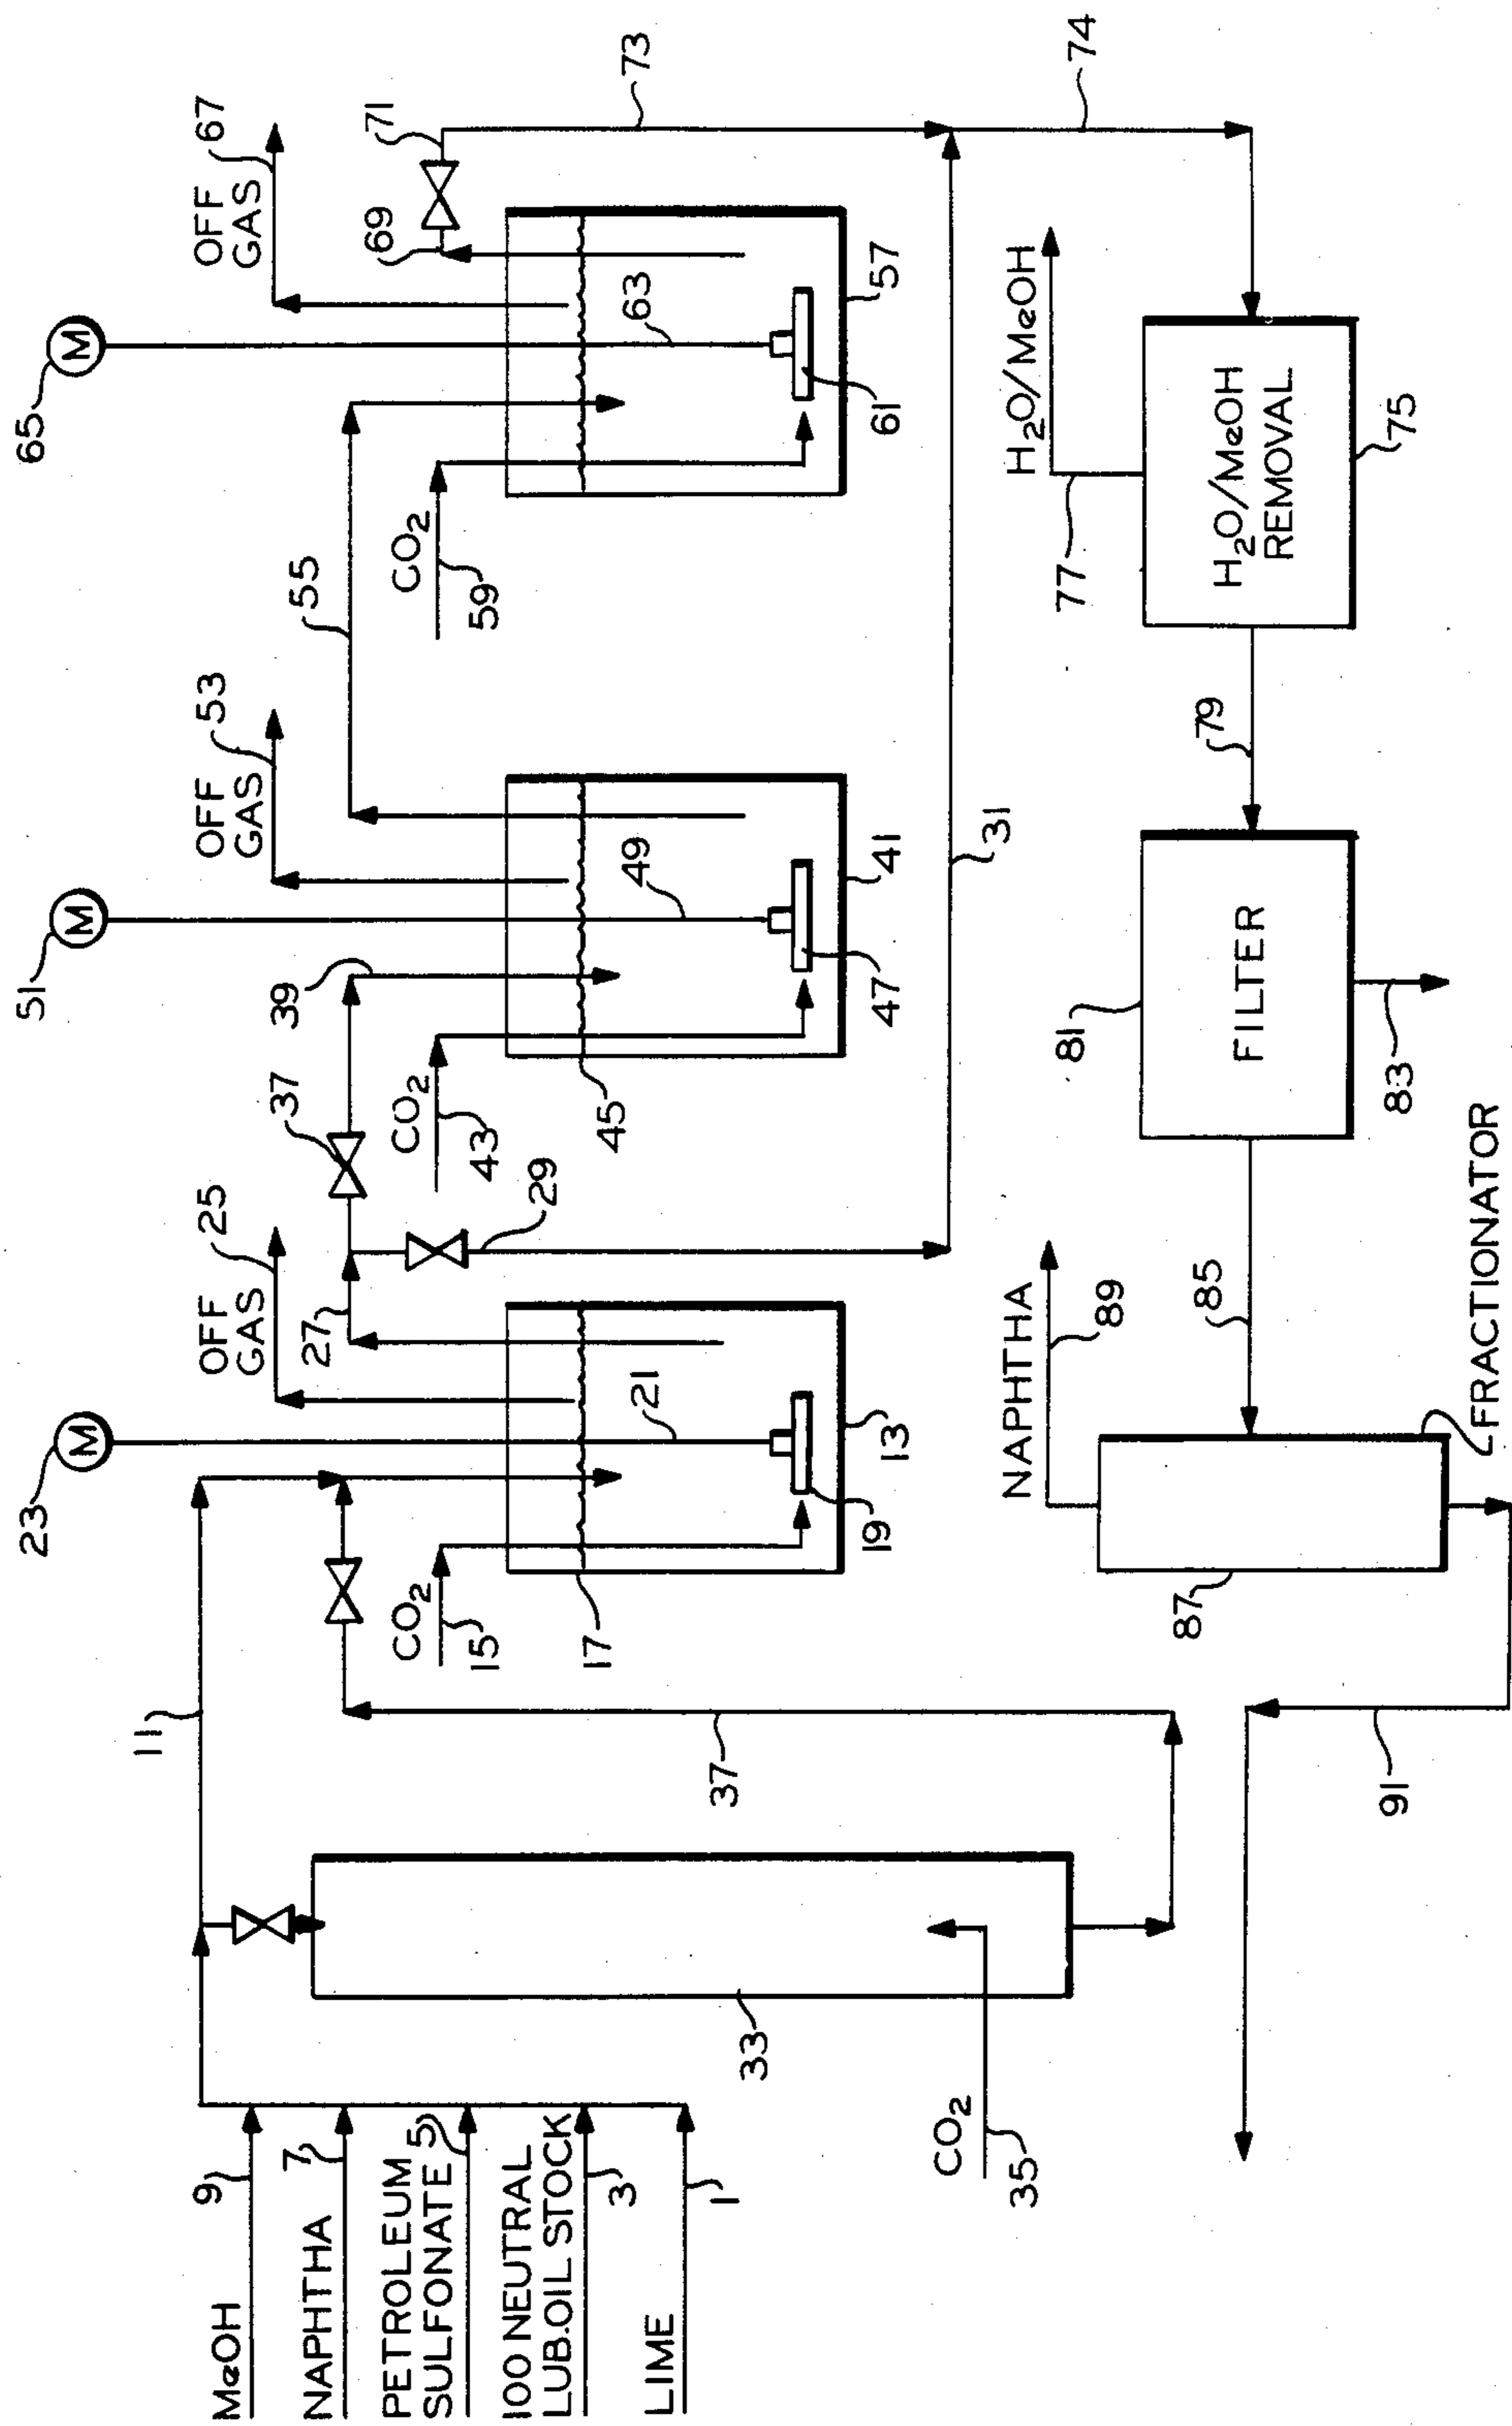 65
M
OFF
GAS
67
71
73
69
63
61
57
CO2
59
55
74
H2O/MeOH
77
H2O/MeOH
REMOVAL
75
51
M
OFF
GAS
53
49
41
47
39
37
CO2
43
45
29
31
79
81
FILTER
83
23
M
OFF
GAS
25
27
21
13
19
CO2
15
17
11
37
NAPHTHA
89
85
FRACTIONATOR
87
91
33
CO2
35
MeOH
9
NAPHTHA
7
PETROLEUM
SULFONATE 5
100 NEUTRAL
LUB.OIL STOCK
3
LIME
1